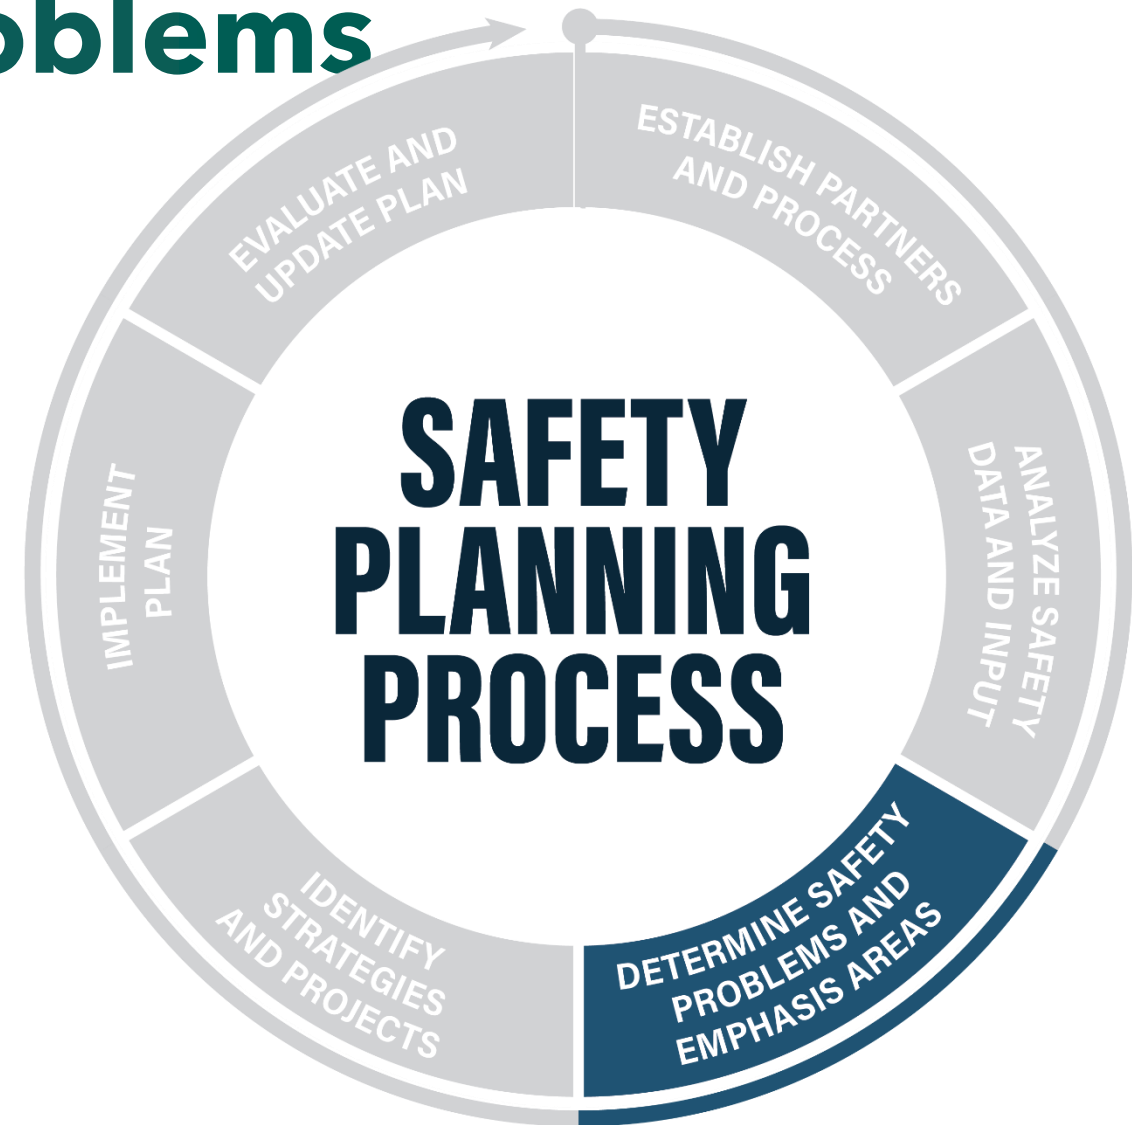 oblems
SAFETY
PLANNING
PROCESS
ESTABLISH PARTNERS
AND PROCESS
ANALYZE SAFETY
DATA AND INPUT
DETERMINE SAFETY
PROBLEMS AND
EMPHASIS AREAS
IDENTIFY
STRATEGIES
AND PROJECTS
IMPLEMENT
PLAN
EVALUATE AND
UPDATE PLAN